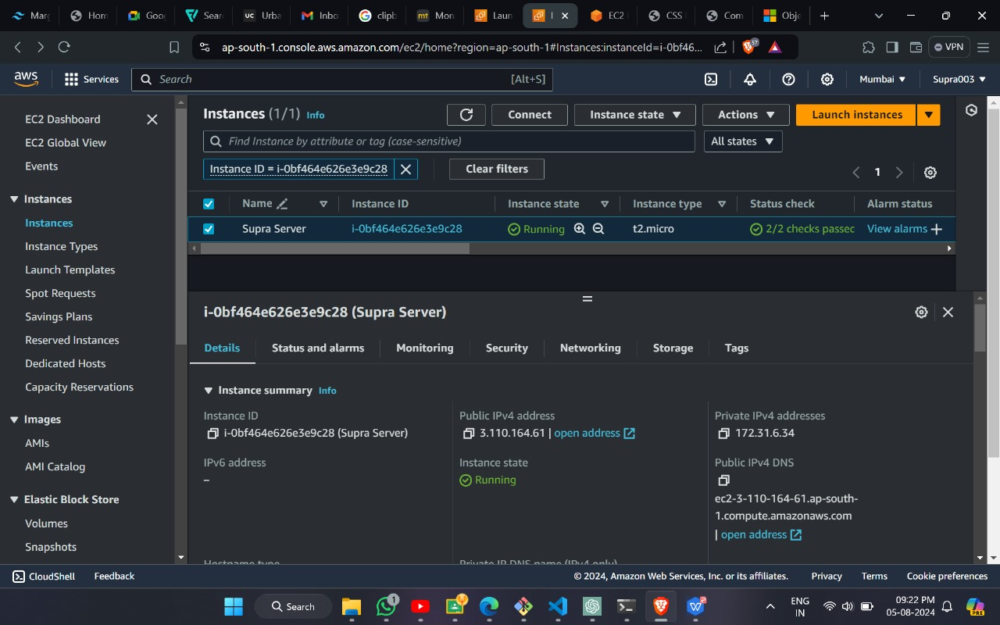 Marg
Hom
Goog
Sear
UC Urba
Inbo
clipb
mt Mon
Laun
I
EC2
CSS
Com
Obje
ap-south-1.console.aws.amazon.com/ec2/home?region=ap-south-1#Instances:instanceId=i-0bf46...
57
VPN
aws
Services
Search
[Alt+S]
Mumbai
Supra003
EC2 Dashboard
EC2 Global View
Events
Instances
Instances
Instance Types
Launch Templates
Spot Requests
Savings Plans
Reserved Instances
Dedicated Hosts
Capacity Reservations
Images
AMIs
AMI Catalog
Elastic Block Store
Volumes
Snapshots
Instances (1/1) Info
Connect
Instance state
Actions
Launch instances
Find Instance by attribute or tag (case-sensitive)
All states
Instance ID = i-0bf464e626e3e9c28
Clear filters
1
Name
Instance ID
Instance state
Instance type
Status check
Alarm status
Supra Server
i-0bf464e626e3e9c28
Running
t2.micro
2/2 checks passec
View alarms
i-0bf464e626e3e9c28 (Supra Server)
Details
Status and alarms
Monitoring
Security
Networking
Storage
Tags
Instance summary Info
Instance ID
i-0bf464e626e3e9c28 (Supra Server)
Public IPv4 address
3.110.164.61 | open address
Private IPv4 addresses
172.31.6.34
IPv6 address
–
Instance state
Running
Public IPv4 DNS
ec2-3-110-164-61.ap-south-
1.compute.amazonaws.com
| open address
Hostname type
Private IP DNS name (IPv4 only)
CloudShell
Feedback
© 2024, Amazon Web Services, Inc. or its affiliates.
Privacy
Terms
Cookie preferences
Search
1
ENG
IN
09:22 PM
05-08-2024
PRE